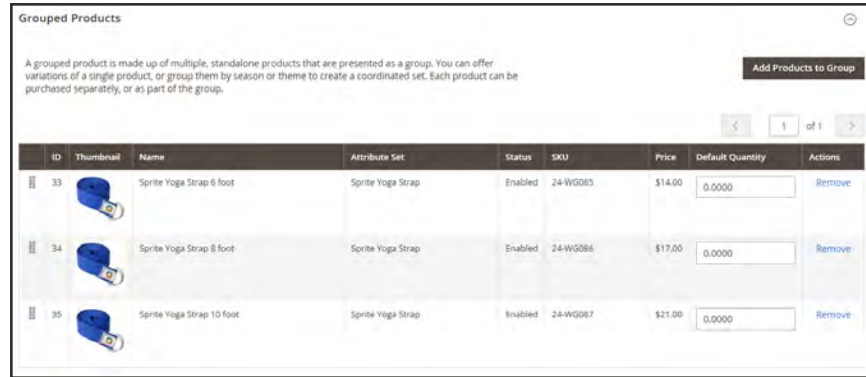 Grouped Products
A grouped product is made up of multiple, standalone products that are presented as a group. You can offer
variations of a single product, or group them by season or theme to create a coordinated set. Each product can be
purchased separately, or as part of the group.
Add Products to Group
1 of 1
ID Thumbnail Name Attribute Set Status SKU Price Default Quantity Actions
33 Sprite Yoga Strap 6 foot Sprite Yoga Strap Enabled 24-WG085 $14.00 0.0000 Remove
34 Sprite Yoga Strap 8 foot Sprite Yoga Strap Enabled 24-WG086 $17.00 0.0000 Remove
35 Sprite Yoga Strap 10 foot Sprite Yoga Strap Enabled 24-WG087 $21.00 0.0000 Remove